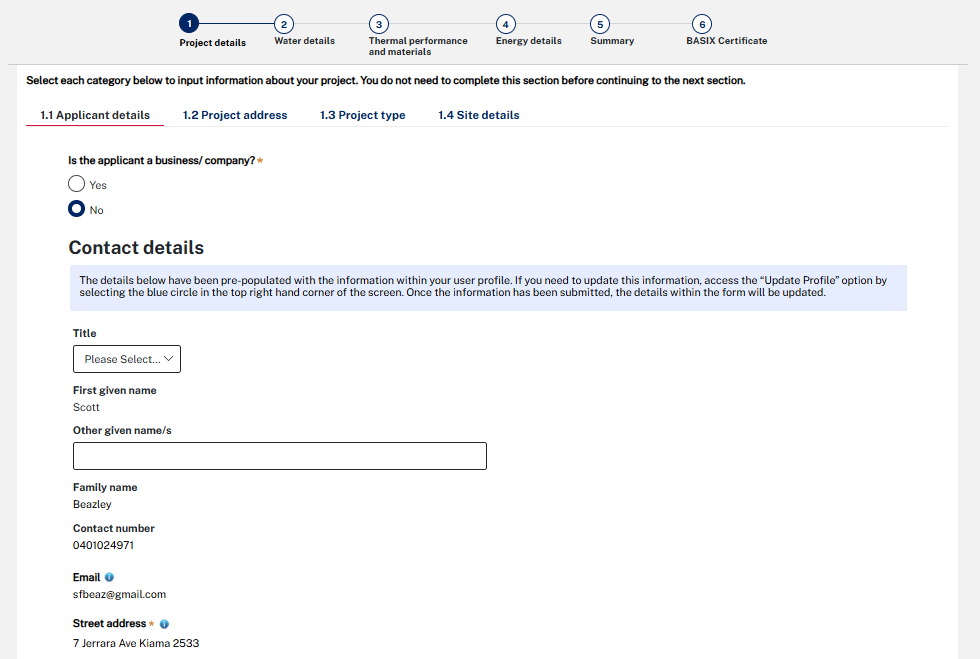 1
2
3
4
5
6
Project details
Water details
Thermal performance
and materials
Energy details
Summary
BASIX Certificate
Select each category below to input information about your project. You do not need to complete this section before continuing to the next section.
1.1 Applicant details
1.2 Project address
1.3 Project type
1.4 Site details
Is the applicant a business/ company?*
Yes
No
Contact details
The details below have been pre-populated with the information within your user profile. If you need to update this information, access the “Update Profile” option by
selecting the blue circle in the top right hand corner of the screen. Once the information has been submitted, the details within the form will be updated.
Title
Please Select...
First given name
Scott
Other given name/s
Family name
Beazley
Contact number
0401024971
Email
sfbeaz@gmail.com
Street address *
7 Jerrara Ave Kiama 2533